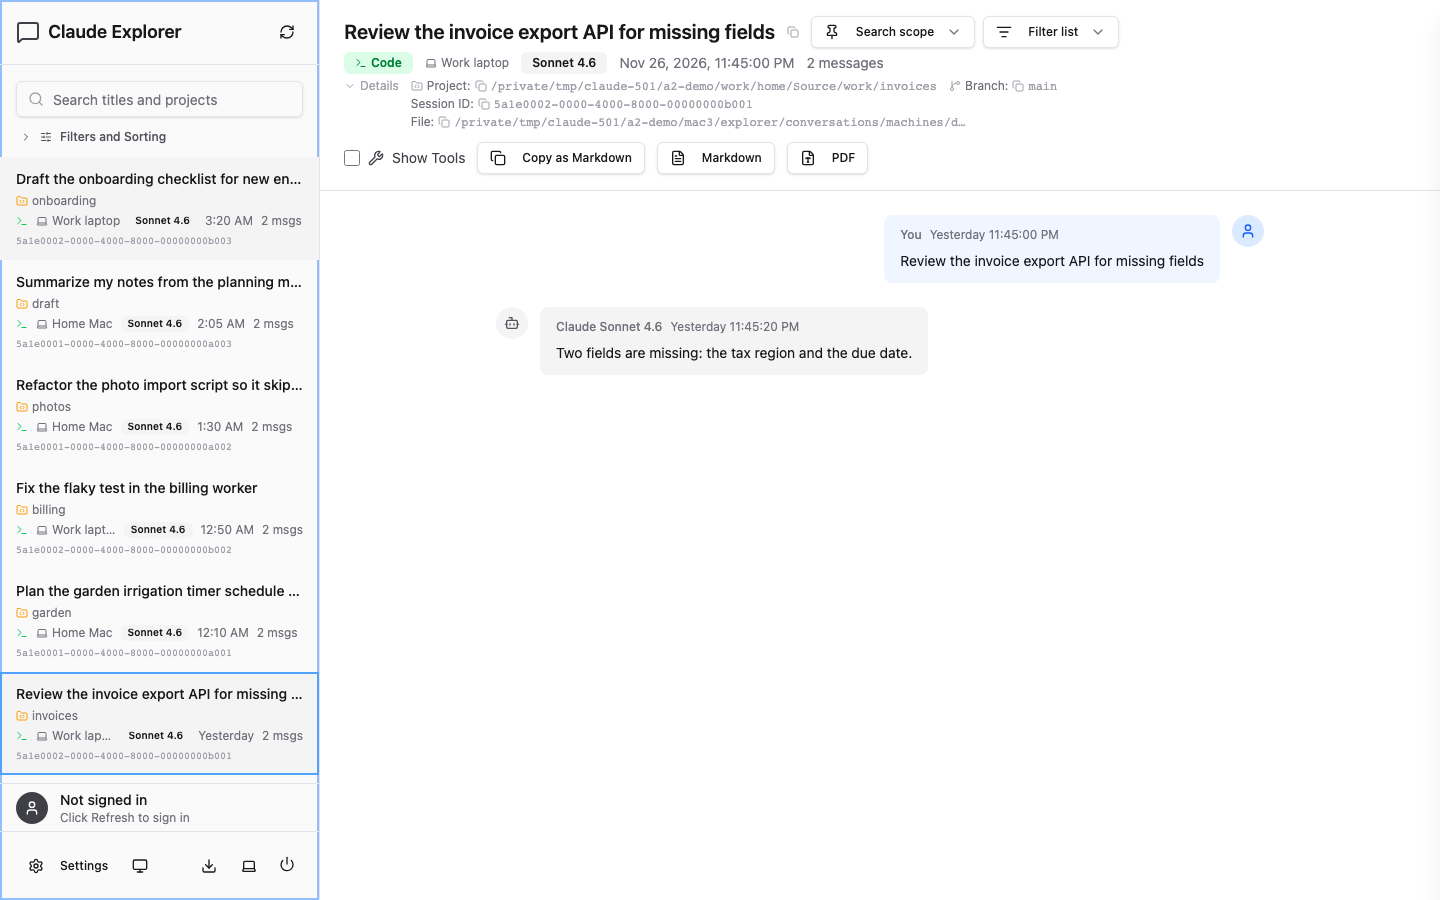 Claude Explorer
Search titles and projects
Filters and Sorting
Draft the onboarding checklist for new en...
onboarding
Work laptop Sonnet 4.6 3:20 AM 2 msgs
5a1e0002-0000-4000-8000-00000000b003
Summarize my notes from the planning m...
draft
Home Mac Sonnet 4.6 2:05 AM 2 msgs
5a1e0001-0000-4000-8000-00000000a003
Refactor the photo import script so it skip...
photos
Home Mac Sonnet 4.6 1:30 AM 2 msgs
5a1e0001-0000-4000-8000-00000000a002
Fix the flaky test in the billing worker
billing
Work lapt... Sonnet 4.6 12:50 AM 2 msgs
5a1e0002-0000-4000-8000-00000000b002
Plan the garden irrigation timer schedule ...
garden
Home Mac Sonnet 4.6 12:10 AM 2 msgs
5a1e0001-0000-4000-8000-00000000a001
Review the invoice export API for missing ...
invoices
Work lap... Sonnet 4.6 Yesterday 2 msgs
5a1e0002-0000-4000-8000-00000000b001
Not signed in
Click Refresh to sign in
Settings
Review the invoice export API for missing fields Search scope Filter list
Code Work laptop Sonnet 4.6 Nov 26, 2026, 11:45:00 PM 2 messages
Details Project: /private/tmp/claude-501/a2-demo/work/home/Source/work/invoices Branch: main
Session ID: 5a1e0002-0000-4000-8000-00000000b001
File: /private/tmp/claude-501/a2-demo/mac3/explorer/conversations/machines/d…
Show Tools Copy as Markdown Markdown PDF
You Yesterday 11:45:00 PM
Review the invoice export API for missing fields
Claude Sonnet 4.6 Yesterday 11:45:20 PM
Two fields are missing: the tax region and the due date.